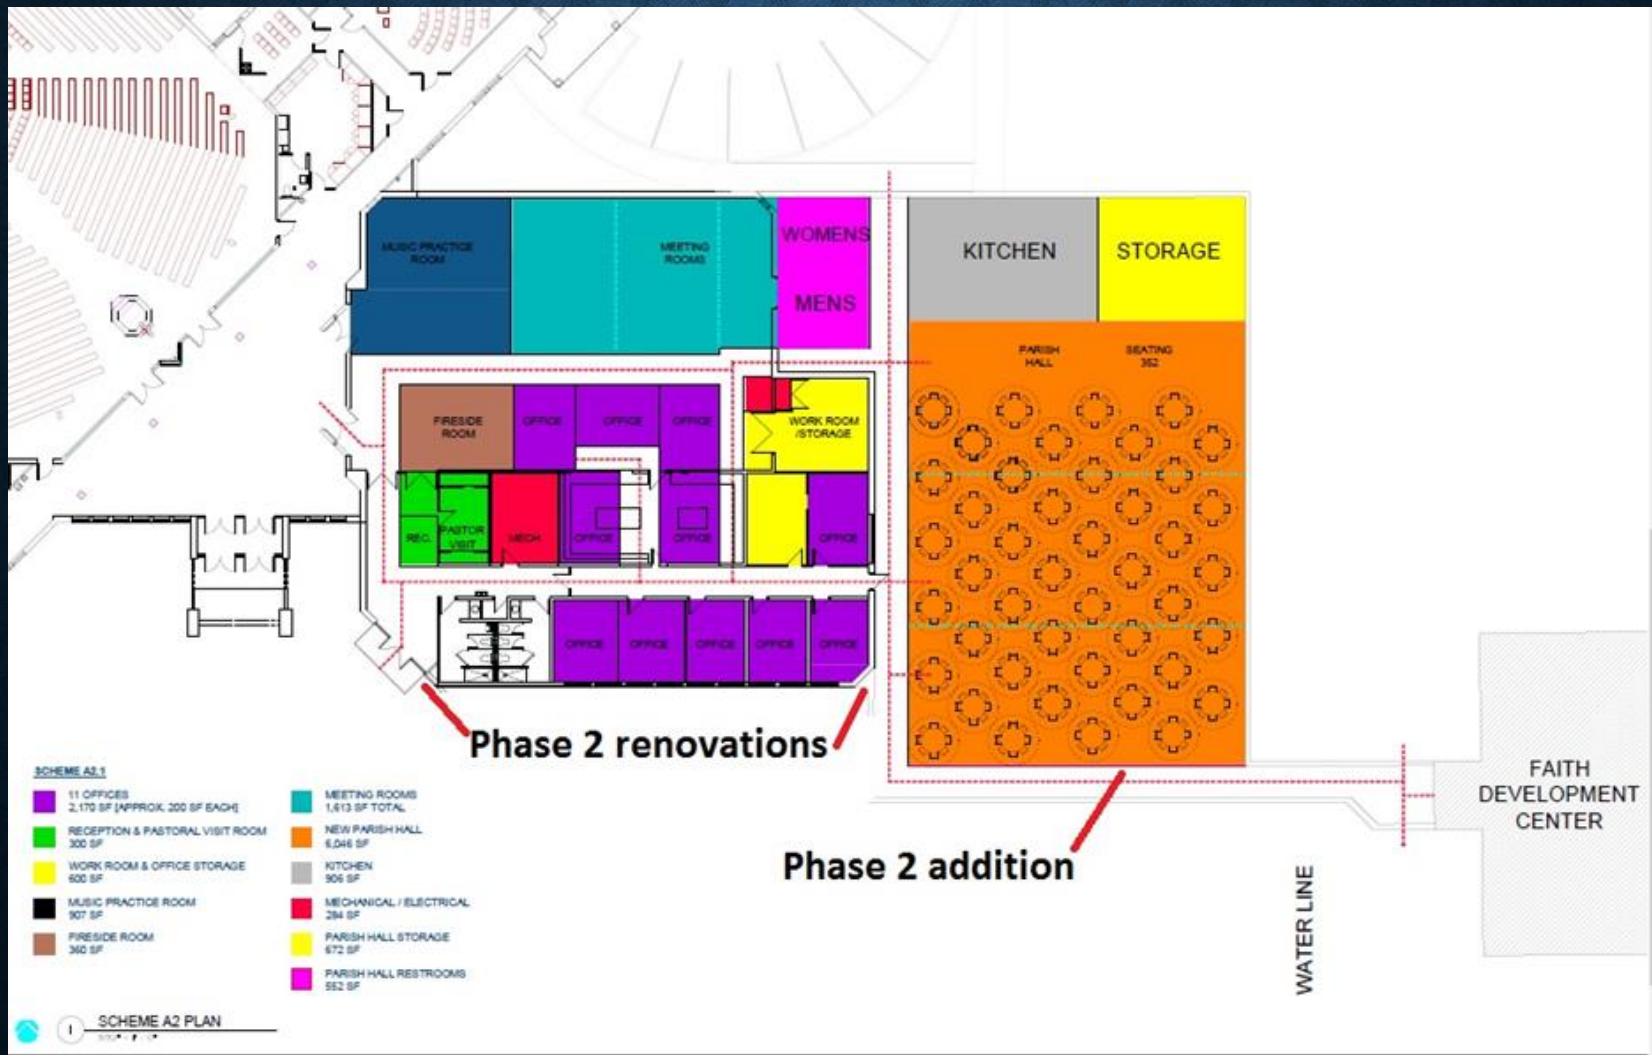 WOMENS
MENS
MUSIC PRACTICE
ROOM
MEETING
ROOMS
KITCHEN
STORAGE
PARISH
HALL
SEATING
352
FIRESIDE
ROOM
OFFICE
OFFICE
OFFICE
WORK ROOM
/STORAGE
REC.
PASTOR
VISIT
MECH
OFFICE
OFFICE
OFFICE
OFFICE
OFFICE
OFFICE
OFFICE
OFFICE
Phase 2 renovations
Phase 2 addition
FAITH
DEVELOPMENT
CENTER
WATER LINE
SCHEME A2.1
11 OFFICES
2,170 SF [APPROX. 200 SF EACH]
RECEPTION & PASTORAL VISIT ROOM
300 SF
WORK ROOM & OFFICE STORAGE
600 SF
MUSIC PRACTICE ROOM
907 SF
FIRESIDE ROOM
360 SF
MEETING ROOMS
1,613 SF TOTAL
NEW PARISH HALL
6,046 SF
KITCHEN
906 SF
MECHANICAL / ELECTRICAL
284 SF
PARISH HALL STORAGE
672 SF
PARISH HALL RESTROOMS
552 SF
1
SCHEME A2 PLAN